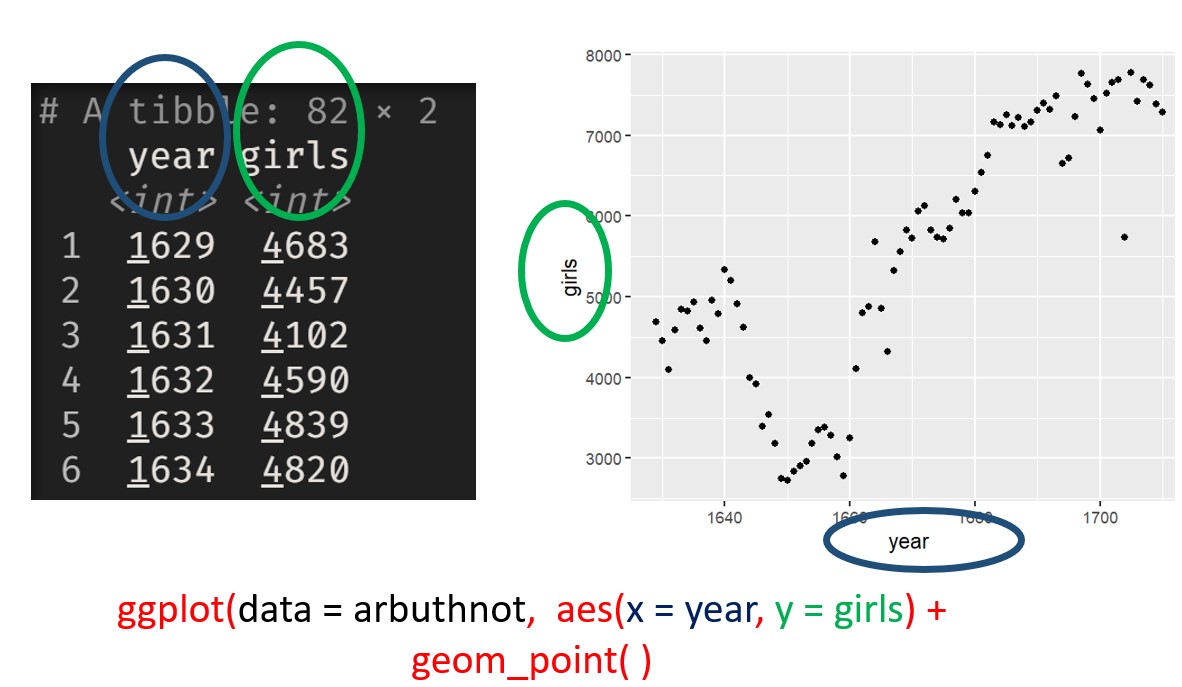 # A tibble: 82 × 2
year girls
<int> <int>
1 1629 4683
2 1630 4457
3 1631 4102
4 1632 4590
5 1633 4839
6 1634 4820
8000
7000
6000
5000
4000
3000
girls
1640 1660 1680 1700
year
ggplot(data = arbuthnot, aes(x = year, y = girls) +
geom_point( )